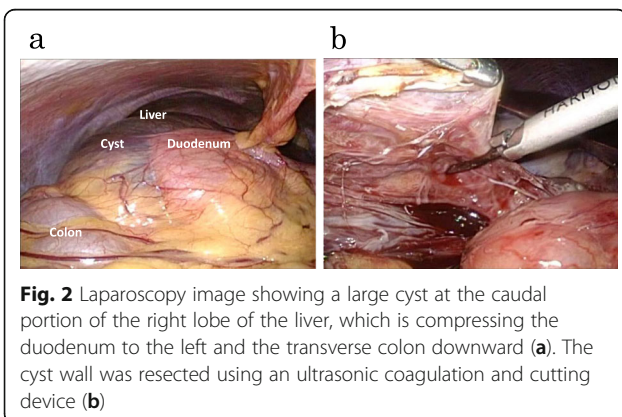 a
b
Liver
Cyst
Duodenum
Colon
HARMO
Fig. 2 Laparoscopy image showing a large cyst at the caudal
portion of the right lobe of the liver, which is compressing the
duodenum to the left and the transverse colon downward (a). The
cyst wall was resected using an ultrasonic coagulation and cutting
device (b)